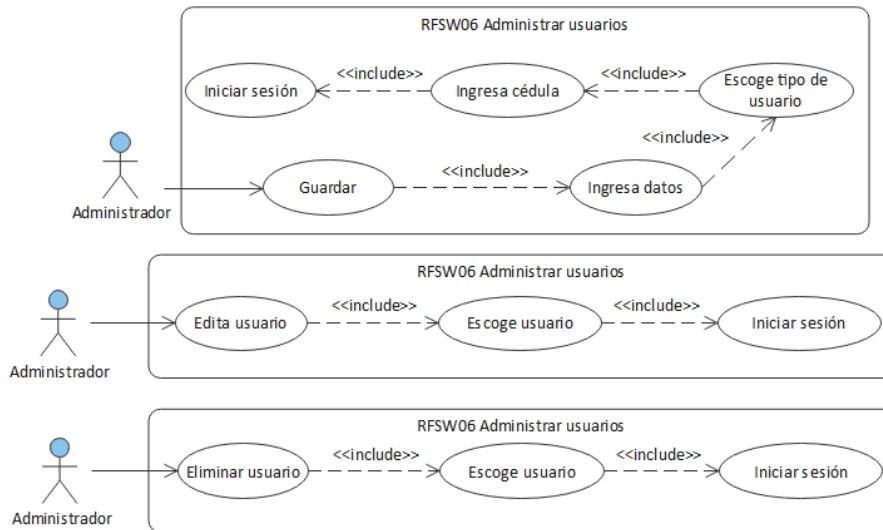 RFSW06 Administrar usuarios
<<include>>
<<include>>
Iniciar sesión
Ingresa cédula
Escoge tipo de
usuario
<<include>>
<<include>>
Guardar
Ingresa datos
Administrador
RFSW06 Administrar usuarios
<<include>>
<<include>>
Edita usuario
Escoge usuario
Iniciar sesión
Administrador
RFSW06 Administrar usuarios
<<include>>
<<include>>
Eliminar usuario
Escoge usuario
Iniciar sesión
Administrador